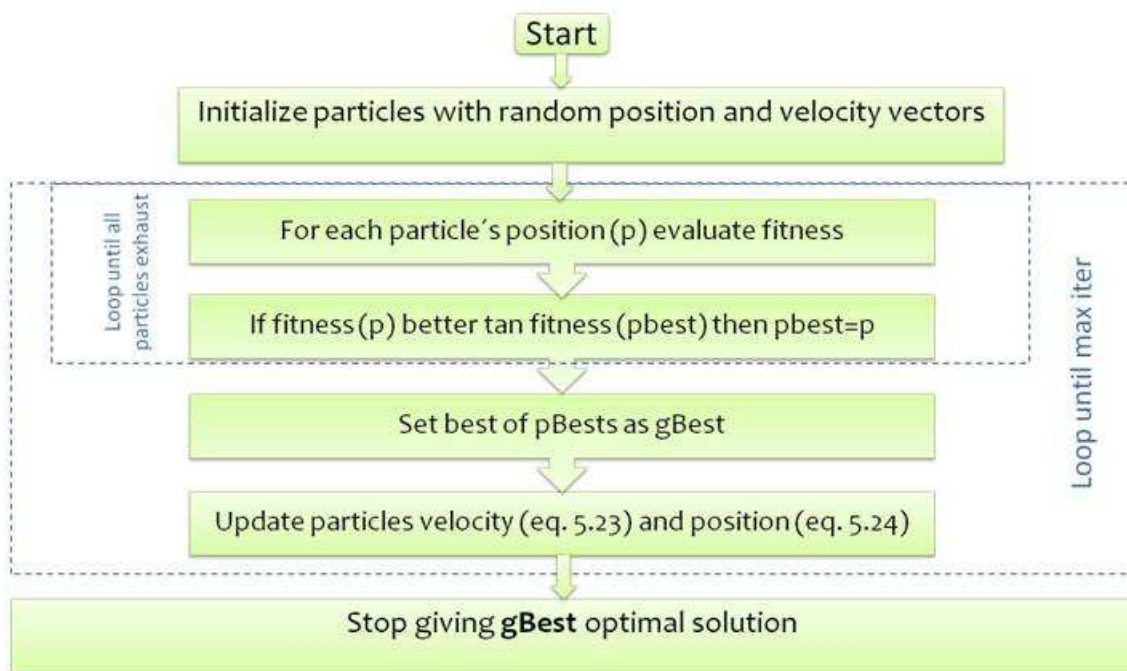 Start
Initialize particles with random position and velocity vectors
Loop until all
particles exhaust
For each particle´s position (p) evaluate fitness
If fitness (p) better tan fitness (pbest) then pbest=p
Loop until max iter
Set best of pBests as gBest
Update particles velocity (eq. 5.23) and position (eq. 5.24)
Stop giving gBest optimal solution